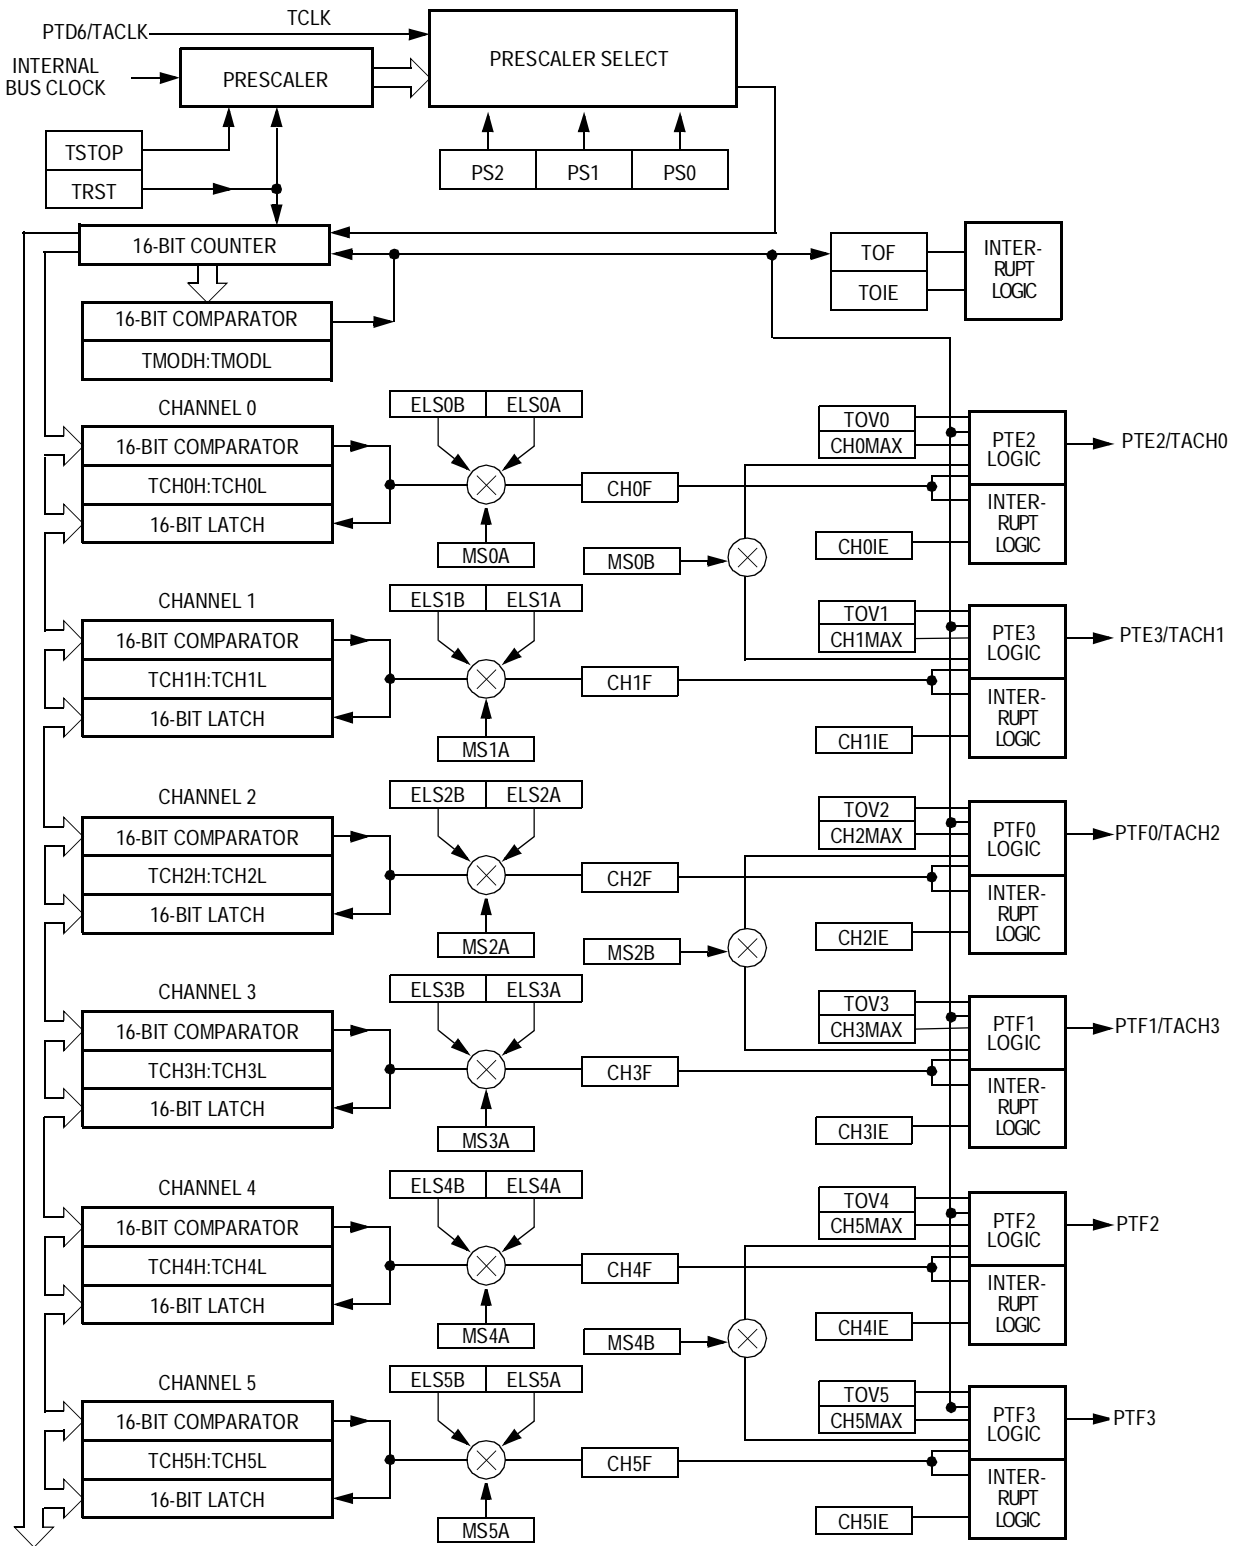 TCLK
PTD6/TACLK
INTERNAL
BUS CLOCK
PRESCALER
PRESCALER SELECT
TSTOP
TRST
PS2
PS1
PS0
16-BIT COUNTER
TOF
TOIE
INTER-
RUPT
LOGIC
16-BIT COMPARATOR
TMODH:TMODL
CHANNEL 0
ELS0B
ELS0A
16-BIT COMPARATOR
TCH0H:TCH0L
16-BIT LATCH
MS0A
CH0F
MS0B
TOV0
CH0MAX
CH0IE
PTE2
LOGIC
INTER-
RUPT
LOGIC
PTE2/TACH0
CHANNEL 1
ELS1B
ELS1A
16-BIT COMPARATOR
TCH1H:TCH1L
16-BIT LATCH
MS1A
CH1F
TOV1
CH1MAX
CH1IE
PTE3
LOGIC
INTER-
RUPT
LOGIC
PTE3/TACH1
CHANNEL 2
ELS2B
ELS2A
16-BIT COMPARATOR
TCH2H:TCH2L
16-BIT LATCH
MS2A
CH2F
MS2B
TOV2
CH2MAX
CH2IE
PTF0
LOGIC
INTER-
RUPT
LOGIC
PTF0/TACH2
CHANNEL 3
ELS3B
ELS3A
16-BIT COMPARATOR
TCH3H:TCH3L
16-BIT LATCH
MS3A
CH3F
TOV3
CH3MAX
CH3IE
PTF1
LOGIC
INTER-
RUPT
LOGIC
PTF1/TACH3
CHANNEL 4
ELS4B
ELS4A
16-BIT COMPARATOR
TCH4H:TCH4L
16-BIT LATCH
MS4A
CH4F
MS4B
TOV4
CH5MAX
CH4IE
PTF2
LOGIC
INTER-
RUPT
LOGIC
PTF2
CHANNEL 5
ELS5B
ELS5A
16-BIT COMPARATOR
TCH5H:TCH5L
16-BIT LATCH
MS5A
CH5F
TOV5
CH5MAX
CH5IE
PTF3
LOGIC
INTER-
RUPT
LOGIC
PTF3